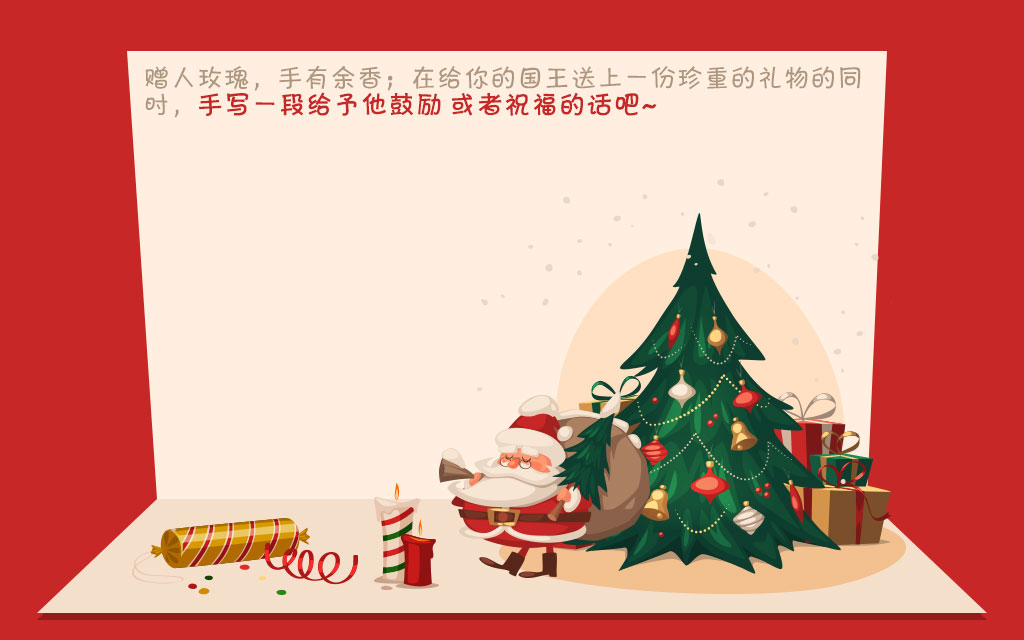 赠人玫瑰，手有余香；在给你的国王送上一份珍重的礼物的同
时，手写一段给予他鼓励 或者祝福的话吧~